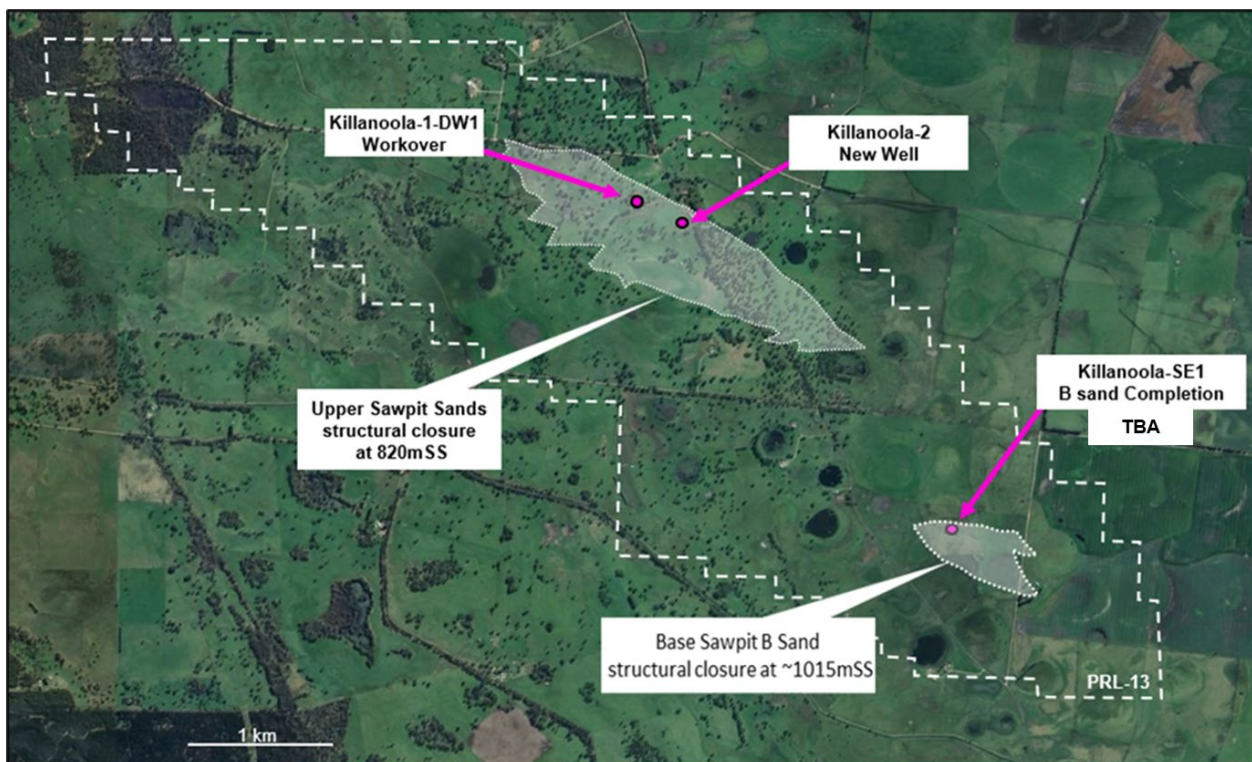 Killanoola-1-DW1
Workover
Killanoola-2
New Well
Killanoola-SE1
B sand Completion
TBA
Upper Sawpit Sands
structural closure
at 820mSS
Base Sawpit B Sand
structural closure at ~1015mSS
PRL-13
1 km